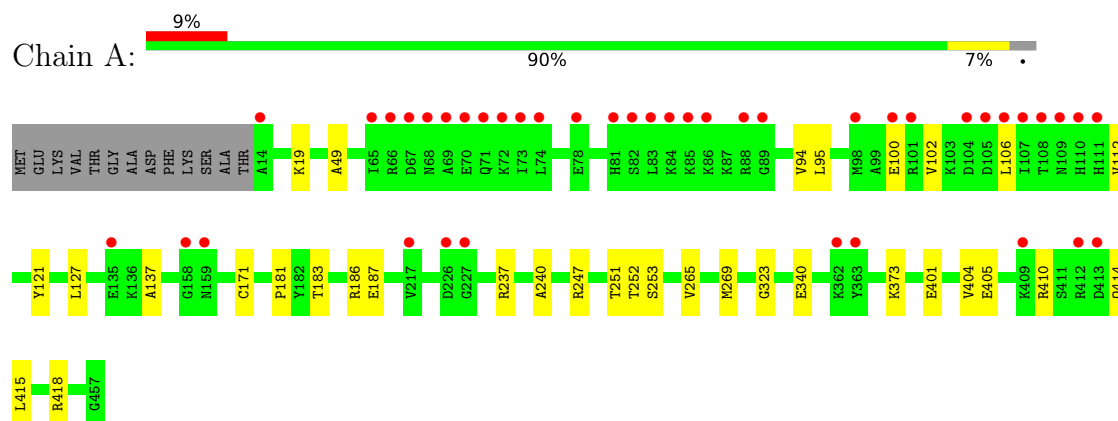 9%
Chain A:
90% 7% •
MET GLU LYS VAL THR GLY ALA ASP PHE LYS SER ALA THR A14 K19 A49 I65 R66 D67 N68 A69 E70 Q71 K72 I73 L74 E78 H81 S82 L83 K84 K85 K86 K87 R88 G89 V94 L95 M98 A99 E100 R101 V102 K103 D104 D105 L106 I107 T108 N109 H110 H111 V112
Y121 L127 E135 K136 A137 G158 N159 C171 P181 Y182 T183 R186 E187 V217 D226 G227 R237 A240 R247 T251 T252 S253 V265 M269 G323 E340 K362 Y363 K373 E401 V404 E405 K409 R410 S411 R412 D413
L415 R418 G457